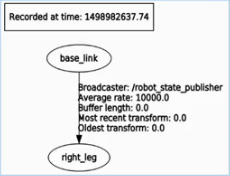 Recorded at time: 1498982637.74
base_link
Broadcaster: /robot_state_publisher
Average rate: 10000.0
Buffer length: 0.0
Most recent transform: 0.0
Oldest transform: 0.0
right_leg